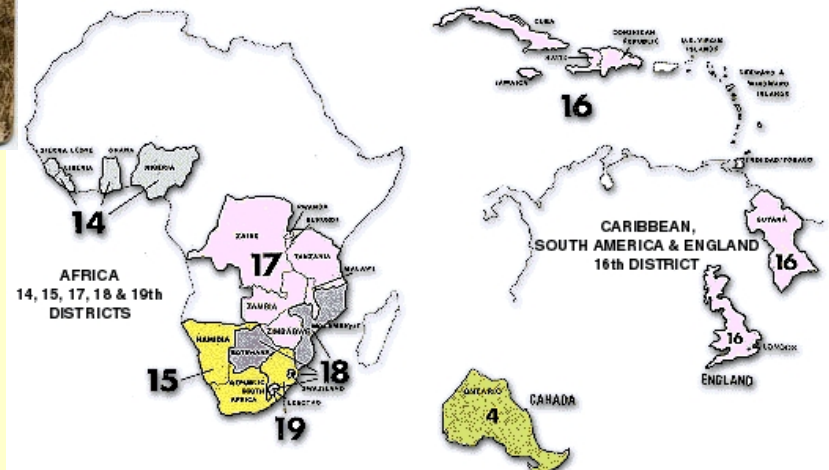 SIERRA LEONE
GHANA
LIBERIA
NIGERIA
14
AFRICA
14, 15, 17, 18 & 19th
DISTRICTS
RWANDA
BURUNDI
ZAIRE
17
TANZANIA
MALAWI
ZAMBIA
ZIMBABWE
MOZAMBIQUE
NAMIBIA
BOTSWANA
15
18
REPUBLIC
SOUTH
AFRICA
SWAZILAND
LESOTHO
19
CUBA
DOMINICAN
REPUBLIC
U.S. VIRGIN
ISLANDS
HAITI
JAMAICA
16
ISLANDS
TRINIDAD/TOBAGO
CARIBBEAN,
SOUTH AMERICA & ENGLAND
16th DISTRICT
GUYANA
16
16
LONDON
ENGLAND
ONTARIO
4
CANADA